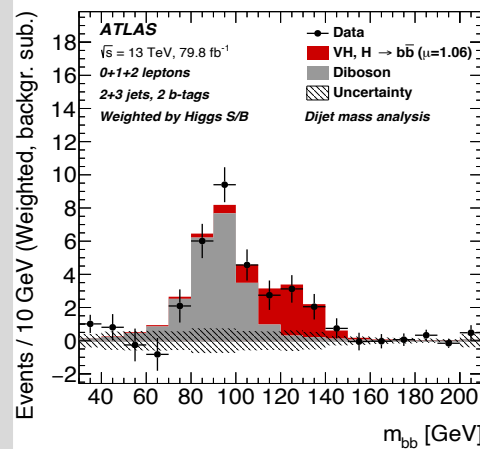 ATLAS
√s = 13 TeV, 79.8 fb⁻¹
0+1+2 leptons
2+3 jets, 2 b-tags
Weighted by Higgs S/B
Data
VH, H → bb̄ (μ=1.06)
Diboson
Uncertainty
Dijet mass analysis
Events / 10 GeV (Weighted, backgr. sub.)
18
16
14
12
10
8
6
4
2
0
−2
40 60 80 100 120 140 160 180 200
m_bb [GeV]